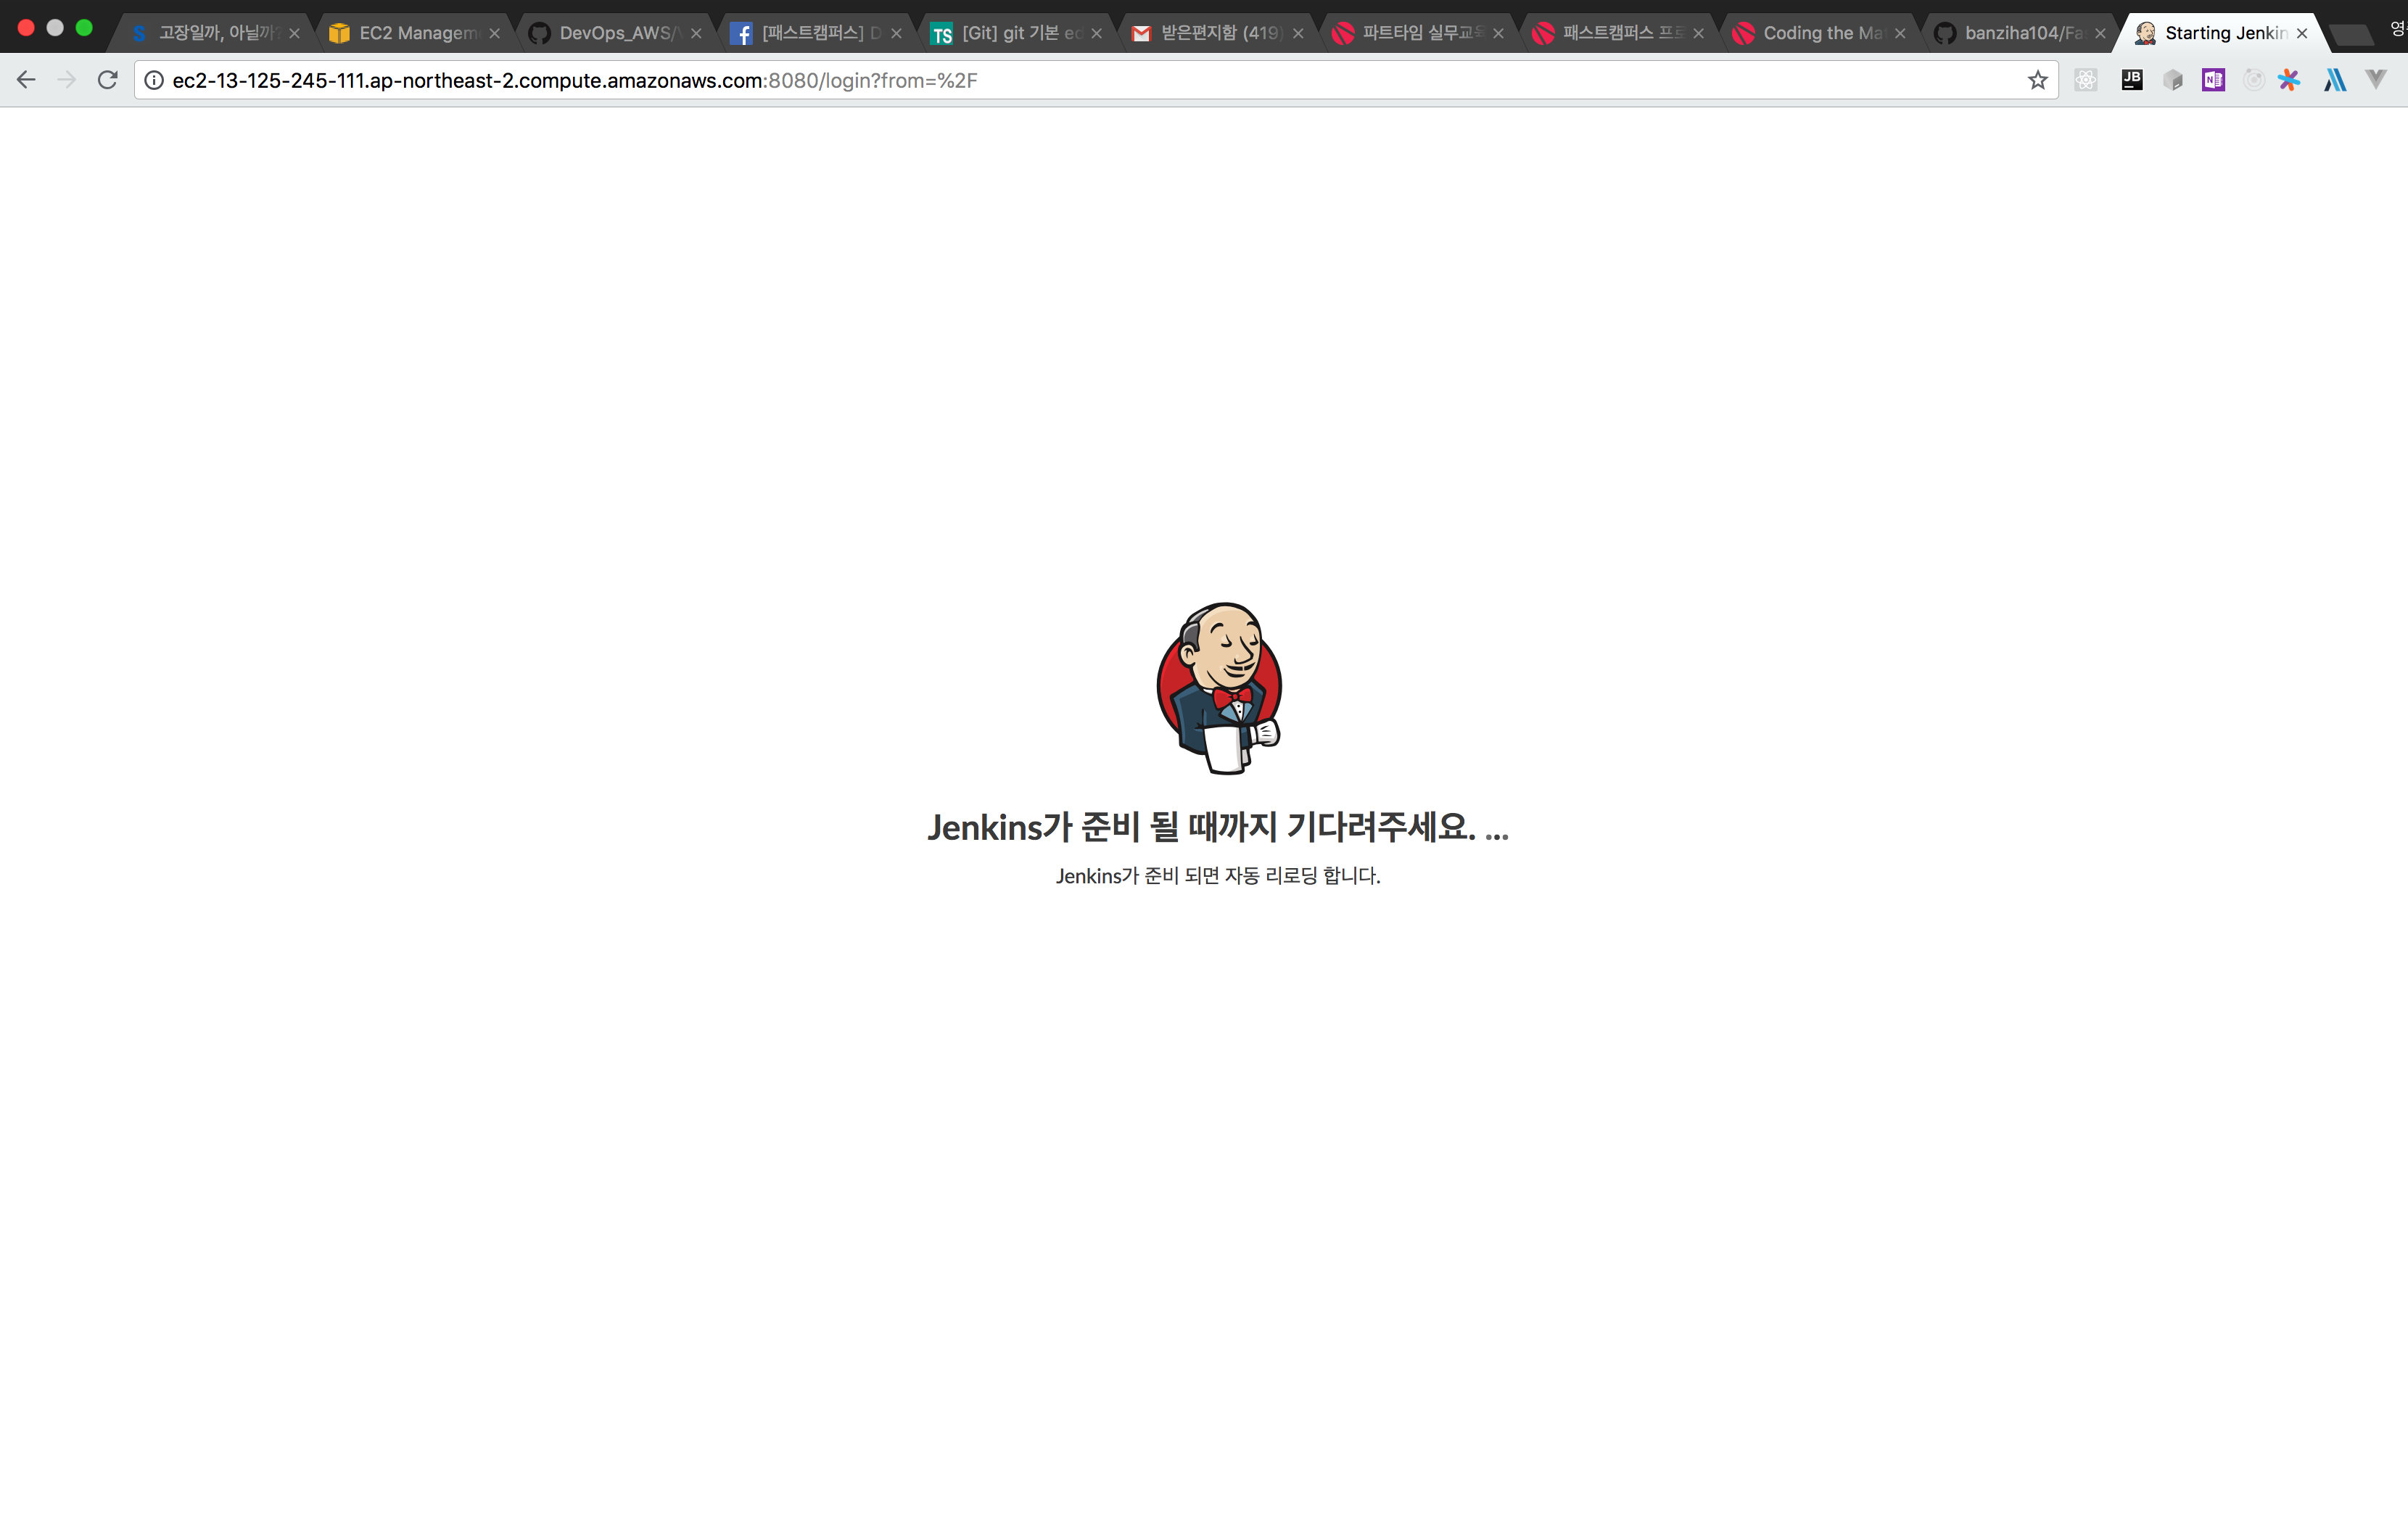 고장일까, 아닐까?
EC2 Managem
DevOps_AWS/
[패스트캠퍼스] D
TS
[Git] git 기본 ed
받은편지함 (419)
파트타임 실무교육
패스트캠퍼스 프로
Coding the Ma
banziha104/Fa
Starting Jenkin
영
ec2-13-125-245-111.ap-northeast-2.compute.amazonaws.com:8080/login?from=%2F
JB
N
Jenkins가 준비 될 때까지 기다려주세요. ...
Jenkins가 준비 되면 자동 리로딩 합니다.